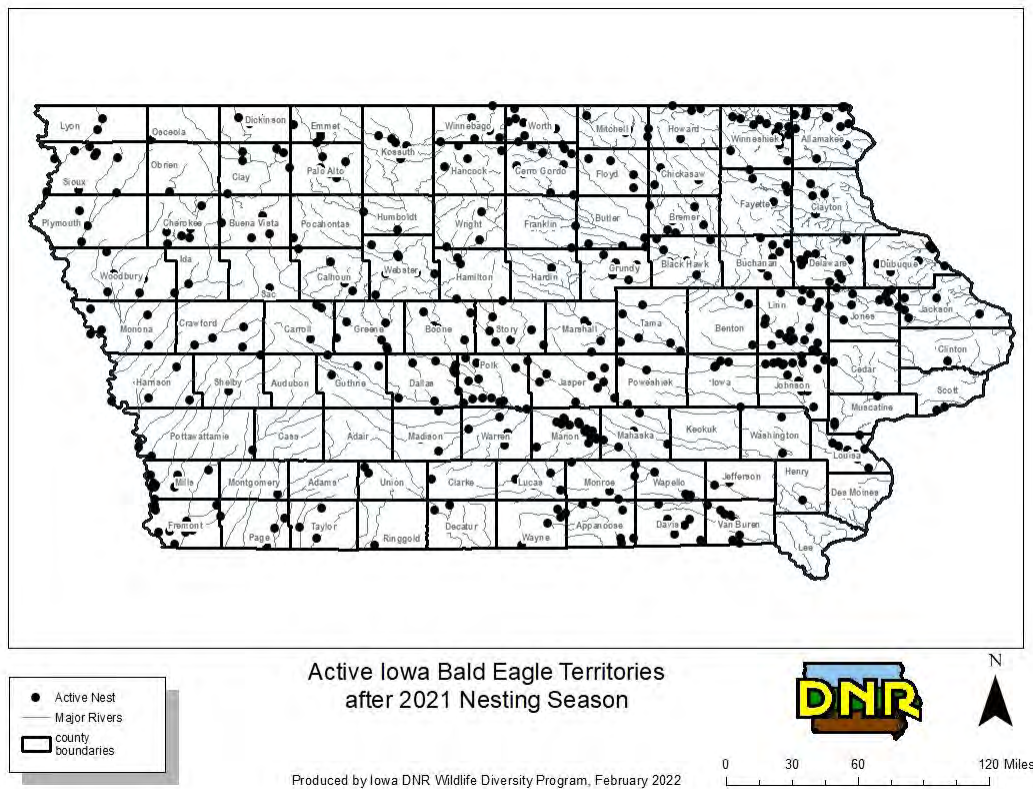 Lyon
Osceola
Dickinson
Emmet
Kossuth
Winnebago
Worth
Mitchell
Howard
Winneshiek
Allamakee
Sioux
Obrien
Clay
Palo Alto
Hancock
Cerro Gordo
Floyd
Chickasaw
Fayette
Clayton
Plymouth
Cherokee
Buena Vista
Pocahontas
Humboldt
Wright
Franklin
Butler
Bremer
Woodbury
Ida
Sac
Calhoun
Webster
Hamilton
Hardin
Grundy
Black Hawk
Buchanan
Delaware
Dubuque
Monona
Crawford
Carroll
Greene
Boone
Story
Marshall
Tama
Benton
Linn
Jones
Jackson
Clinton
Harrison
Shelby
Audubon
Guthrie
Dallas
Polk
Jasper
Poweshiek
Iowa
Johnson
Cedar
Scott
Muscatine
Pottawattamie
Cass
Adair
Madison
Warren
Marion
Mahaska
Keokuk
Washington
Louisa
Mills
Montgomery
Adams
Union
Clarke
Lucas
Monroe
Wapello
Jefferson
Henry
Des Moines
Fremont
Page
Taylor
Ringgold
Decatur
Wayne
Appanoose
Davis
Van Buren
Lee
Active Iowa Bald Eagle Territories
after 2021 Nesting Season
Active Nest
Major Rivers
county
boundaries
DNR
N
0 30 60 120 Miles
Produced by Iowa DNR Wildlife Diversity Program, February 2022